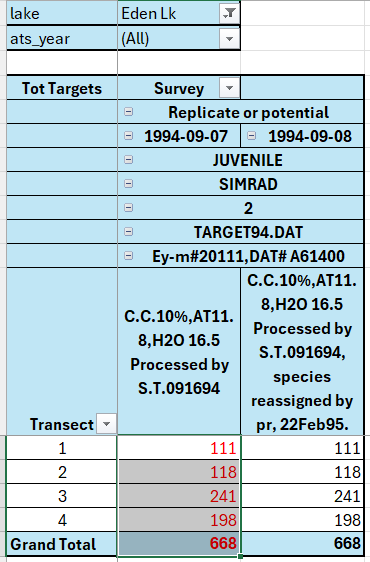 lake Eden Lk
ats_year (All)
Tot Targets Survey
Replicate or potential
1994-09-07 1994-09-08
JUVENILE
SIMRAD
2
TARGET94.DAT
Ey-m#20111,DAT# A61400
C.C.10%,AT11.
8,H2O 16.5
Processed by
S.T.091694
C.C.10%,AT11.
8,H2O 16.5
Processed by
S.T.091694,
species
reassigned by
pr, 22Feb95.
Transect
1 111 111
2 118 118
3 241 241
4 198 198
Grand Total 668 668